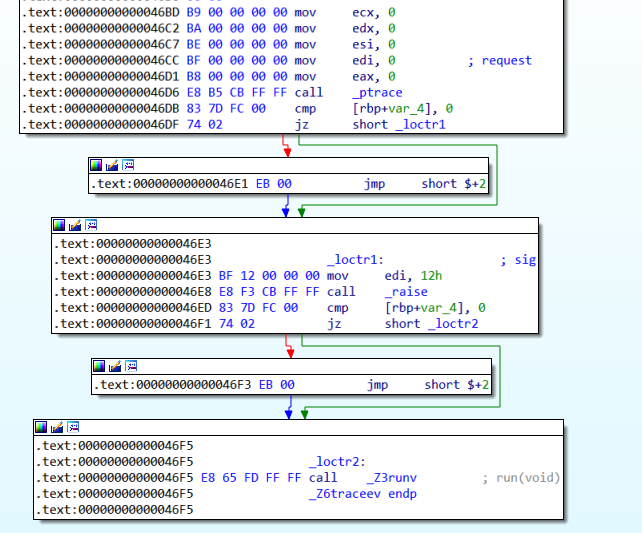 .text:00000000000046BD B9 00 00 00 00 mov ecx, 0
.text:00000000000046C2 BA 00 00 00 00 mov edx, 0
.text:00000000000046C7 BE 00 00 00 00 mov esi, 0
.text:00000000000046CC BF 00 00 00 00 mov edi, 0 ; request
.text:00000000000046D1 B8 00 00 00 00 mov eax, 0
.text:00000000000046D6 E8 B5 CB FF FF call _ptrace
.text:00000000000046DB 83 7D FC 00 cmp [rbp+var_4], 0
.text:00000000000046DF 74 02 jz short _loctr1
.text:00000000000046E1 EB 00 jmp short $+2
.text:00000000000046E3
.text:00000000000046E3 _loctr1: ; sig
.text:00000000000046E3 BF 12 00 00 00 mov edi, 12h
.text:00000000000046E8 E8 F3 CB FF FF call _raise
.text:00000000000046ED 83 7D FC 00 cmp [rbp+var_4], 0
.text:00000000000046F1 74 02 jz short _loctr2
.text:00000000000046F3 EB 00 jmp short $+2
.text:00000000000046F5
.text:00000000000046F5 _loctr2:
.text:00000000000046F5 E8 65 FD FF FF call _Z3runv ; run(void)
.text:00000000000046F5 _Z6traceev endp
.text:00000000000046F5